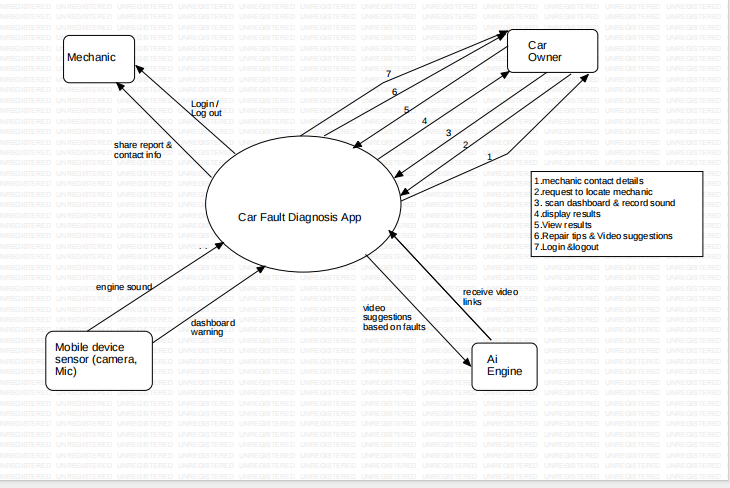 Mechanic
Car
Owner
7
6
5
4
3
2
1
Login /
Log out
share report &
contact info
1.mechanic contact details
2.request to locate mechanic
3. scan dashboard & record sound
4.display results
5.View results
6.Repair tips & Video suggestions
7.Login &logout
Car Fault Diagnosis App
. .
engine sound
receive video
links
video
suggestions
based on faults
dashboard
warning
Mobile device
sensor (camera,
Mic)
Ai
Engine
UNREGISTERED